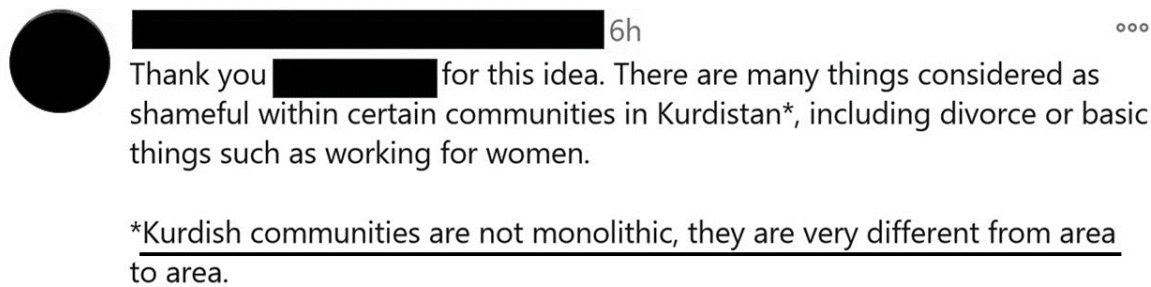 6h
Thank you for this idea. There are many things considered as
shameful within certain communities in Kurdistan*, including divorce or basic
things such as working for women.
*Kurdish communities are not monolithic, they are very different from area
to area.